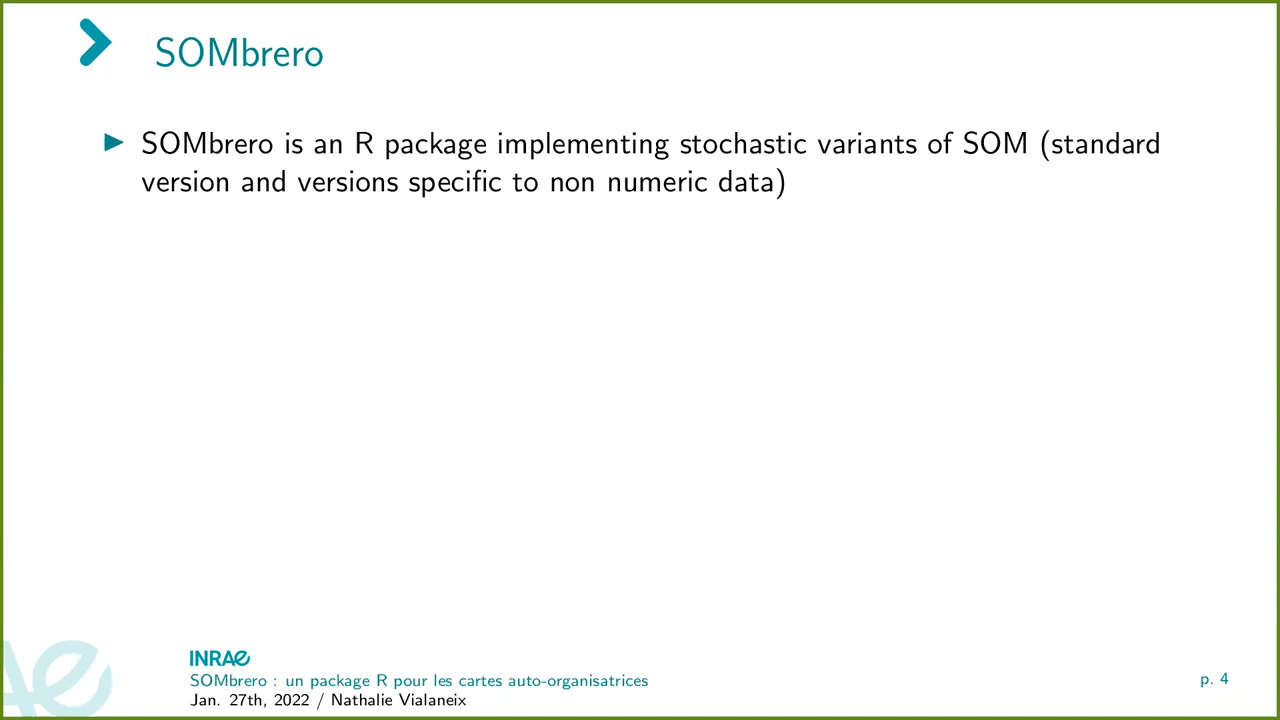 SOMbrero
SOMbrero is an R package implementing stochastic variants of SOM (standard
version and versions specific to non numeric data)
INRAE
SOMbrero : un package R pour les cartes auto-organisatrices
Jan. 27th, 2022 / Nathalie Vialaneix
p. 4